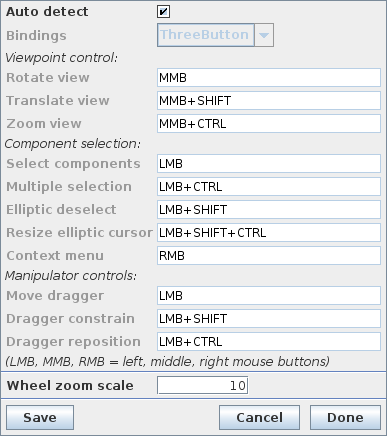 Auto detect
Bindings ThreeButton
Viewpoint control:
Rotate view MMB
Translate view MMB+SHIFT
Zoom view MMB+CTRL
Component selection:
Select components LMB
Multiple selection LMB+CTRL
Elliptic deselect LMB+SHIFT
Resize elliptic cursor LMB+SHIFT+CTRL
Context menu RMB
Manipulator controls:
Move dragger LMB
Dragger constrain LMB+SHIFT
Dragger reposition LMB+CTRL
(LMB, MMB, RMB = left, middle, right mouse buttons)
Wheel zoom scale 10
Save Cancel Done